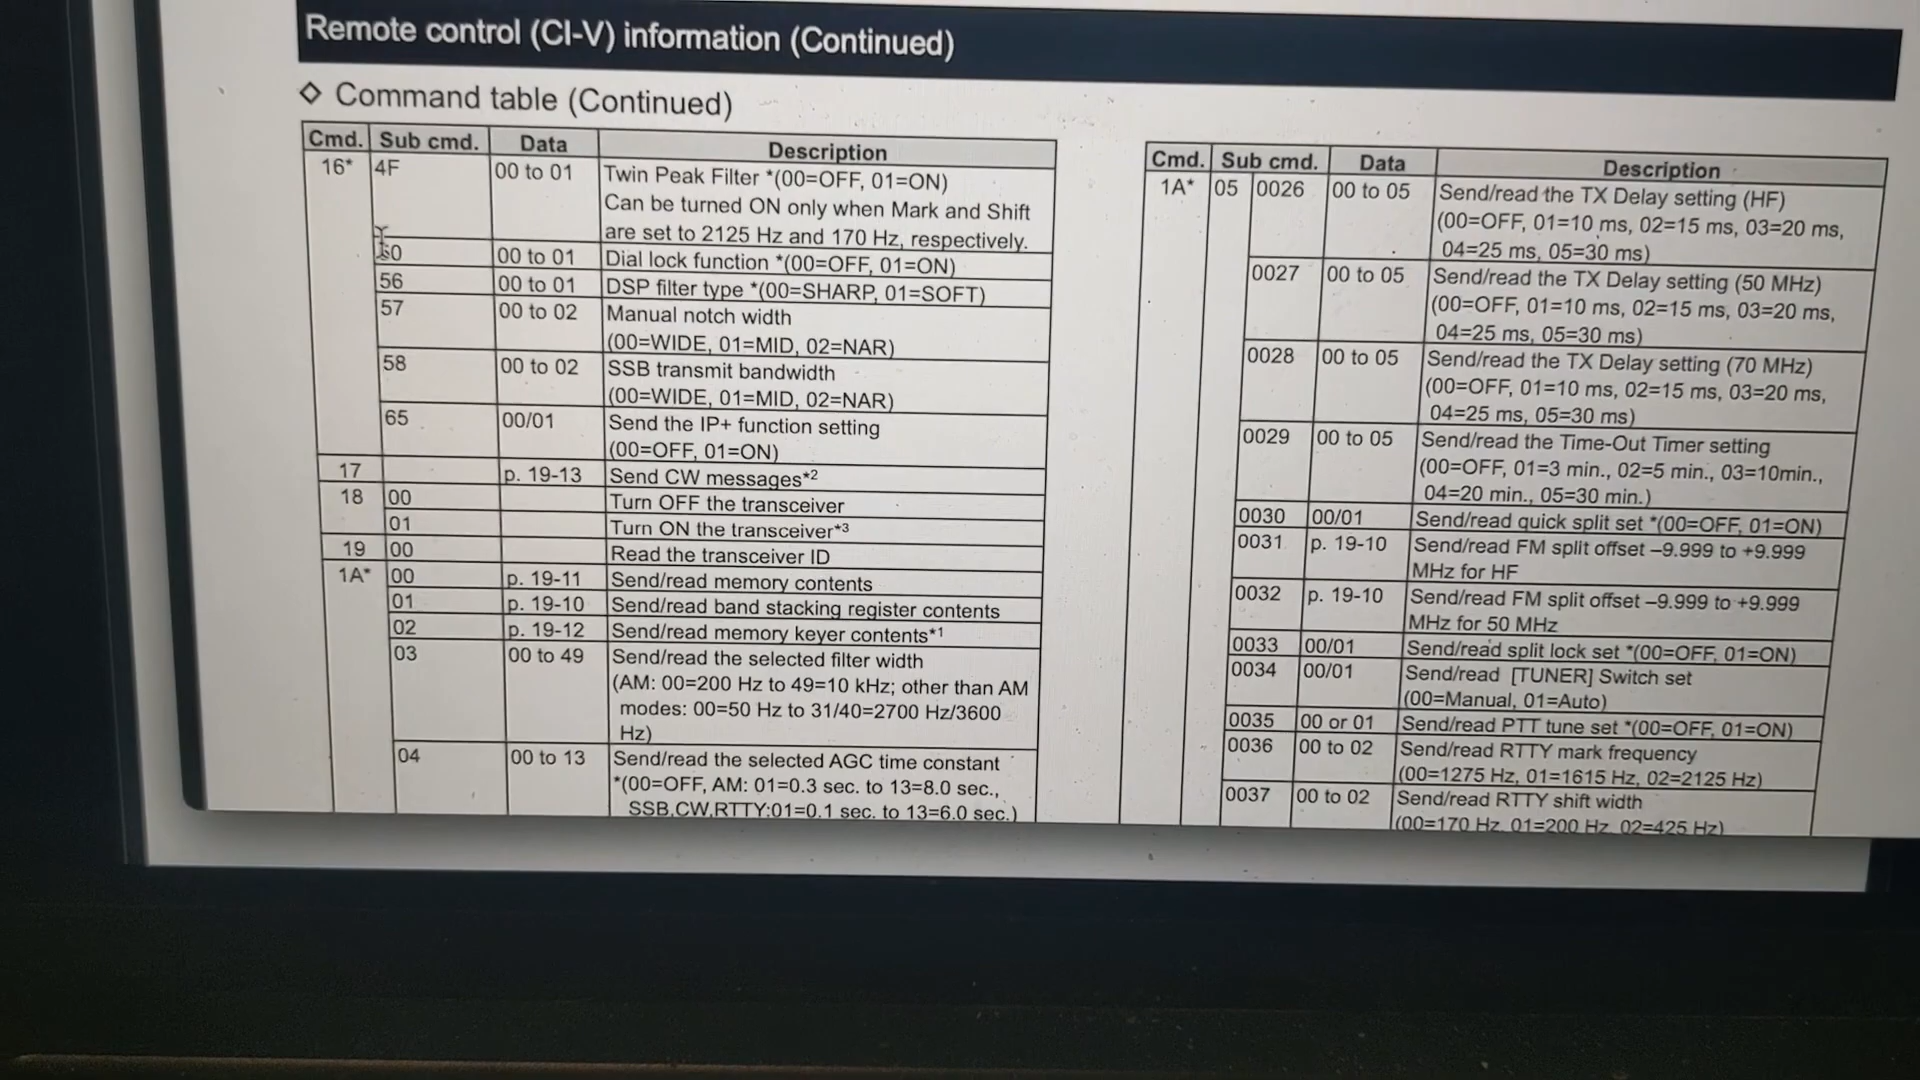 Remote control (CI-V) information (Continued)
◇ Command table (Continued)
Cmd. Sub cmd. Data Description
16* 4F 00 to 01 Twin Peak Filter *(00=OFF, 01=ON)
Can be turned ON only when Mark and Shift
are set to 2125 Hz and 170 Hz, respectively.
50 00 to 01 Dial lock function *(00=OFF, 01=ON)
56 00 to 01 DSP filter type *(00=SHARP, 01=SOFT)
57 00 to 02 Manual notch width
(00=WIDE, 01=MID, 02=NAR)
58 00 to 02 SSB transmit bandwidth
(00=WIDE, 01=MID, 02=NAR)
65 00/01 Send the IP+ function setting
(00=OFF, 01=ON)
17 p. 19-13 Send CW messages*2
18 00 Turn OFF the transceiver
01 Turn ON the transceiver*3
19 00 Read the transceiver ID
1A* 00 p. 19-11 Send/read memory contents
01 p. 19-10 Send/read band stacking register contents
02 p. 19-12 Send/read memory keyer contents*1
03 00 to 49 Send/read the selected filter width
(AM: 00=200 Hz to 49=10 kHz; other than AM
modes: 00=50 Hz to 31/40=2700 Hz/3600
Hz)
04 00 to 13 Send/read the selected AGC time constant
*(00=OFF, AM: 01=0.3 sec. to 13=8.0 sec.,
SSB,CW,RTTY:01=0.1 sec. to 13=6.0 sec.)
Cmd. Sub cmd. Data Description
1A* 05 0026 00 to 05 Send/read the TX Delay setting (HF)
(00=OFF, 01=10 ms, 02=15 ms, 03=20 ms,
04=25 ms, 05=30 ms)
0027 00 to 05 Send/read the TX Delay setting (50 MHz)
(00=OFF, 01=10 ms, 02=15 ms, 03=20 ms,
04=25 ms, 05=30 ms)
0028 00 to 05 Send/read the TX Delay setting (70 MHz)
(00=OFF, 01=10 ms, 02=15 ms, 03=20 ms,
04=25 ms, 05=30 ms)
0029 00 to 05 Send/read the Time-Out Timer setting
(00=OFF, 01=3 min., 02=5 min., 03=10min.,
04=20 min., 05=30 min.)
0030 00/01 Send/read quick split set *(00=OFF, 01=ON)
0031 p. 19-10 Send/read FM split offset –9.999 to +9.999
MHz for HF
0032 p. 19-10 Send/read FM split offset –9.999 to +9.999
MHz for 50 MHz
0033 00/01 Send/read split lock set *(00=OFF, 01=ON)
0034 00/01 Send/read [TUNER] Switch set
(00=Manual, 01=Auto)
0035 00 or 01 Send/read PTT tune set *(00=OFF, 01=ON)
0036 00 to 02 Send/read RTTY mark frequency
(00=1275 Hz, 01=1615 Hz, 02=2125 Hz)
0037 00 to 02 Send/read RTTY shift width
(00=170 Hz, 01=200 Hz, 02=425 Hz)